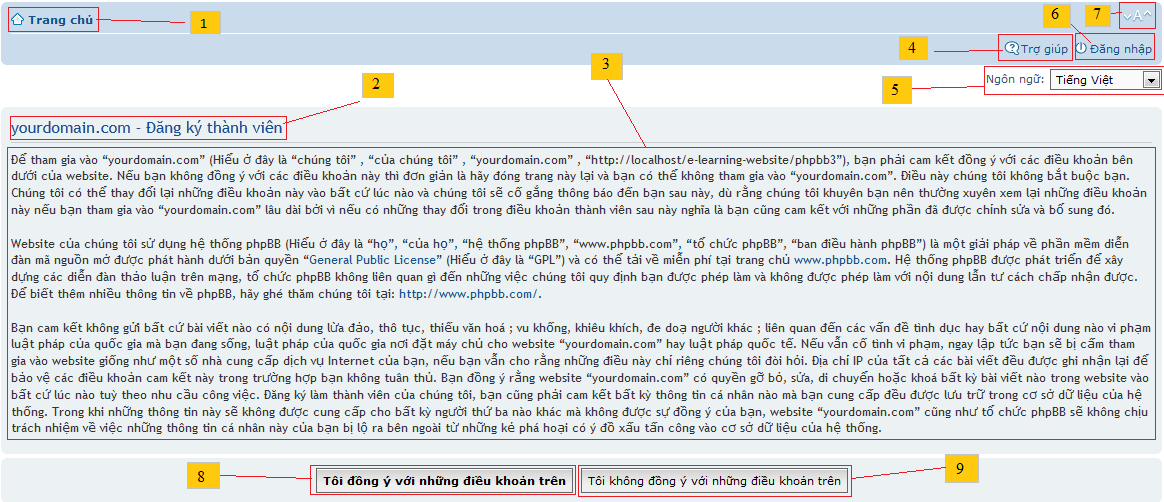 Trang chủ
1
6
7
A
4
Trợ giúp
Đăng nhập
3
5
Ngôn ngữ:
Tiếng Việt
2
yourdomain.com - Đăng ký thành viên
Để tham gia vào “yourdomain.com” (Hiểu ở đây là “chúng tôi” , “của chúng tôi” , “yourdomain.com” , “http://localhost/e-learning-website/phpbb3”), bạn phải cam kết đồng ý với các điều khoản bên
dưới của website. Nếu bạn không đồng ý với các điều khoản này thì đơn giản là hãy đóng trang này lại và bạn có thể không tham gia vào “yourdomain.com”. Điều này chúng tôi không bắt buộc bạn.
Chúng tôi có thể thay đổi lại những điều khoản này vào bất cứ lúc nào và chúng tôi sẽ cố gắng thông báo đến bạn sau này, dù rằng chúng tôi khuyên bạn nên thường xuyên xem lại những điều khoản
này nếu bạn tham gia vào “yourdomain.com” lâu dài bởi vì nếu có những thay đổi trong điều khoản thành viên sau này nghĩa là bạn cũng cam kết với những phần đã được chỉnh sửa và bổ sung đó.
Website của chúng tôi sử dụng hệ thống phpBB (Hiểu ở đây là “họ”, “của họ”, “hệ thống phpBB”, “www.phpbb.com”, “tổ chức phpBB”, “ban điều hành phpBB”) là một giải pháp về phần mềm diễn
đàn mã nguồn mở được phát hành dưới bản quyền “General Public License” (Hiểu ở đây là “GPL”) và có thể tải về miễn phí tại trang chủ www.phpbb.com. Hệ thống phpBB được phát triển để xây
dựng các diễn đàn thảo luận trên mạng, tổ chức phpBB không liên quan gì đến những việc chúng tôi quy định bạn được phép làm và không được phép làm với nội dung lẫn tư cách chấp nhận được.
Để biết thêm nhiều thông tin về phpBB, hãy ghé thăm chúng tôi tại: http://www.phpbb.com/.
Bạn cam kết không gửi bất cứ bài viết nào có nội dung lừa đảo, thô tục, thiếu văn hoá ; vu khống, khiêu khích, đe doạ người khác ; liên quan đến các vấn đề tình dục hay bất cứ nội dung nào vi phạm
luật pháp của quốc gia mà bạn đang sống, luật pháp của quốc gia nơi đặt máy chủ cho website “yourdomain.com” hay luật pháp quốc tế. Nếu vẫn cố tình vi phạm, ngay lập tức bạn sẽ bị cấm tham
gia vào website giống như một số nhà cung cấp dịch vụ Internet của bạn, nếu bạn vẫn cho rằng những điều này chỉ riêng chúng tôi đòi hỏi. Địa chỉ IP của tất cả các bài viết đều được ghi nhận lại để
bảo vệ các điều khoản cam kết này trong trường hợp bạn không tuân thủ. Bạn đồng ý rằng website “yourdomain.com” có quyền gỡ bỏ, sửa, di chuyển hoặc khoá bất kỳ bài viết nào trong website vào
bất cứ lúc nào tuỳ theo nhu cầu công việc. Đăng ký làm thành viên của chúng tôi, bạn cũng phải cam kết bất kỳ thông tin cá nhân nào mà bạn cung cấp đều được lưu trữ trong cơ sở dữ liệu của hệ
thống. Trong khi những thông tin này sẽ không được cung cấp cho bất kỳ người thứ ba nào khác mà không được sự đồng ý của bạn, website “yourdomain.com” cũng như tổ chức phpBB sẽ không chịu
trách nhiệm về việc những thông tin cá nhân này của bạn bị lộ ra bên ngoài từ những kẻ phá hoại có ý đồ xấu tấn công vào cơ sở dữ liệu của hệ thống.
8
Tôi đồng ý với những điều khoản trên
Tôi không đồng ý với những điều khoản trên
9